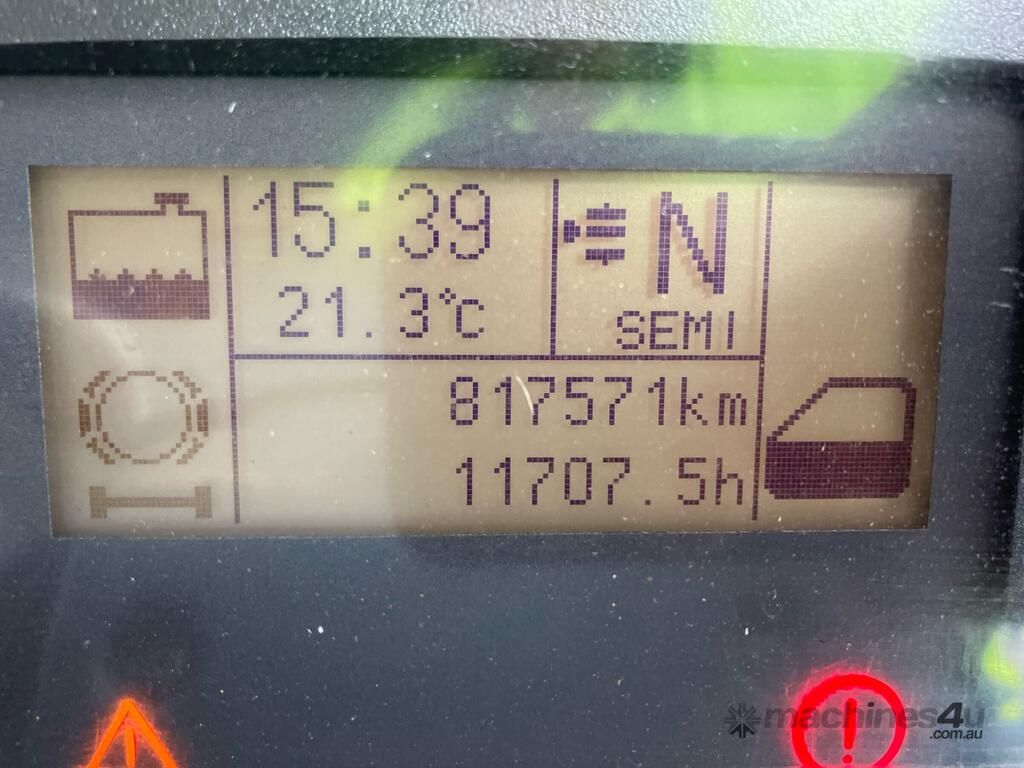 15:39
21.3°C
N
SEMI
817571km
11707.5h
machines4u
.com.au